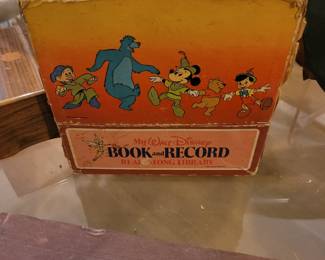 My Walt Disney
BOOK and RECORD
READ ALONG LIBRARY